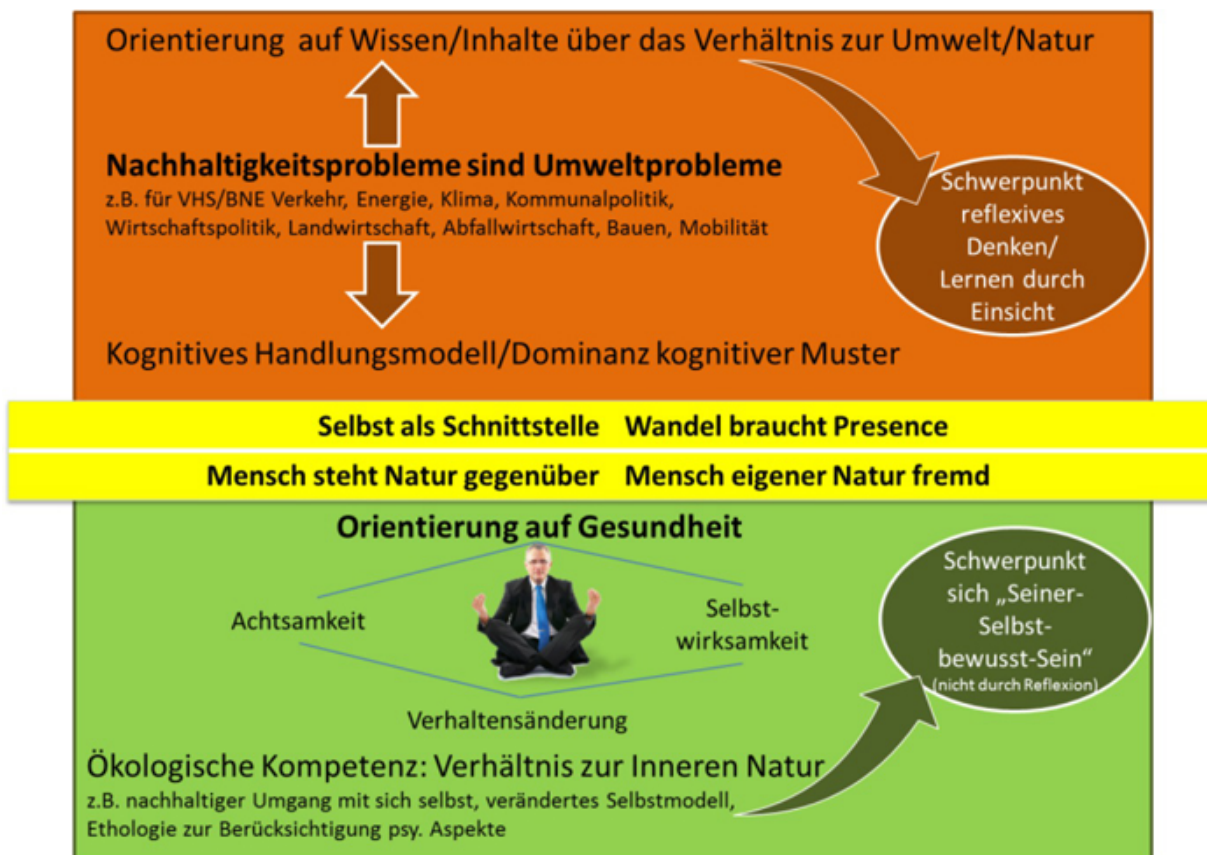 Orientierung auf Wissen/Inhalte über das Verhältnis zur Umwelt/Natur
Nachhaltigkeitsprobleme sind Umweltprobleme
z.B. für VHS/BNE Verkehr, Energie, Klima, Kommunalpolitik,
Wirtschaftspolitik, Landwirtschaft, Abfallwirtschaft, Bauen, Mobilität
Schwerpunkt
reflexives
Denken/
Lernen durch
Einsicht
Kognitives Handlungsmodell/Dominanz kognitiver Muster
Selbst als Schnittstelle Wandel braucht Presence
Mensch steht Natur gegenüber Mensch eigener Natur fremd
Orientierung auf Gesundheit
Achtsamkeit
Selbst-
wirksamkeit
Verhaltensänderung
Schwerpunkt
sich „Seiner-
Selbst-
bewusst-Sein“
(nicht durch Reflexion)
Ökologische Kompetenz: Verhältnis zur Inneren Natur
z.B. nachhaltiger Umgang mit sich selbst, verändertes Selbstmodell,
Ethologie zur Berücksichtigung psy. Aspekte